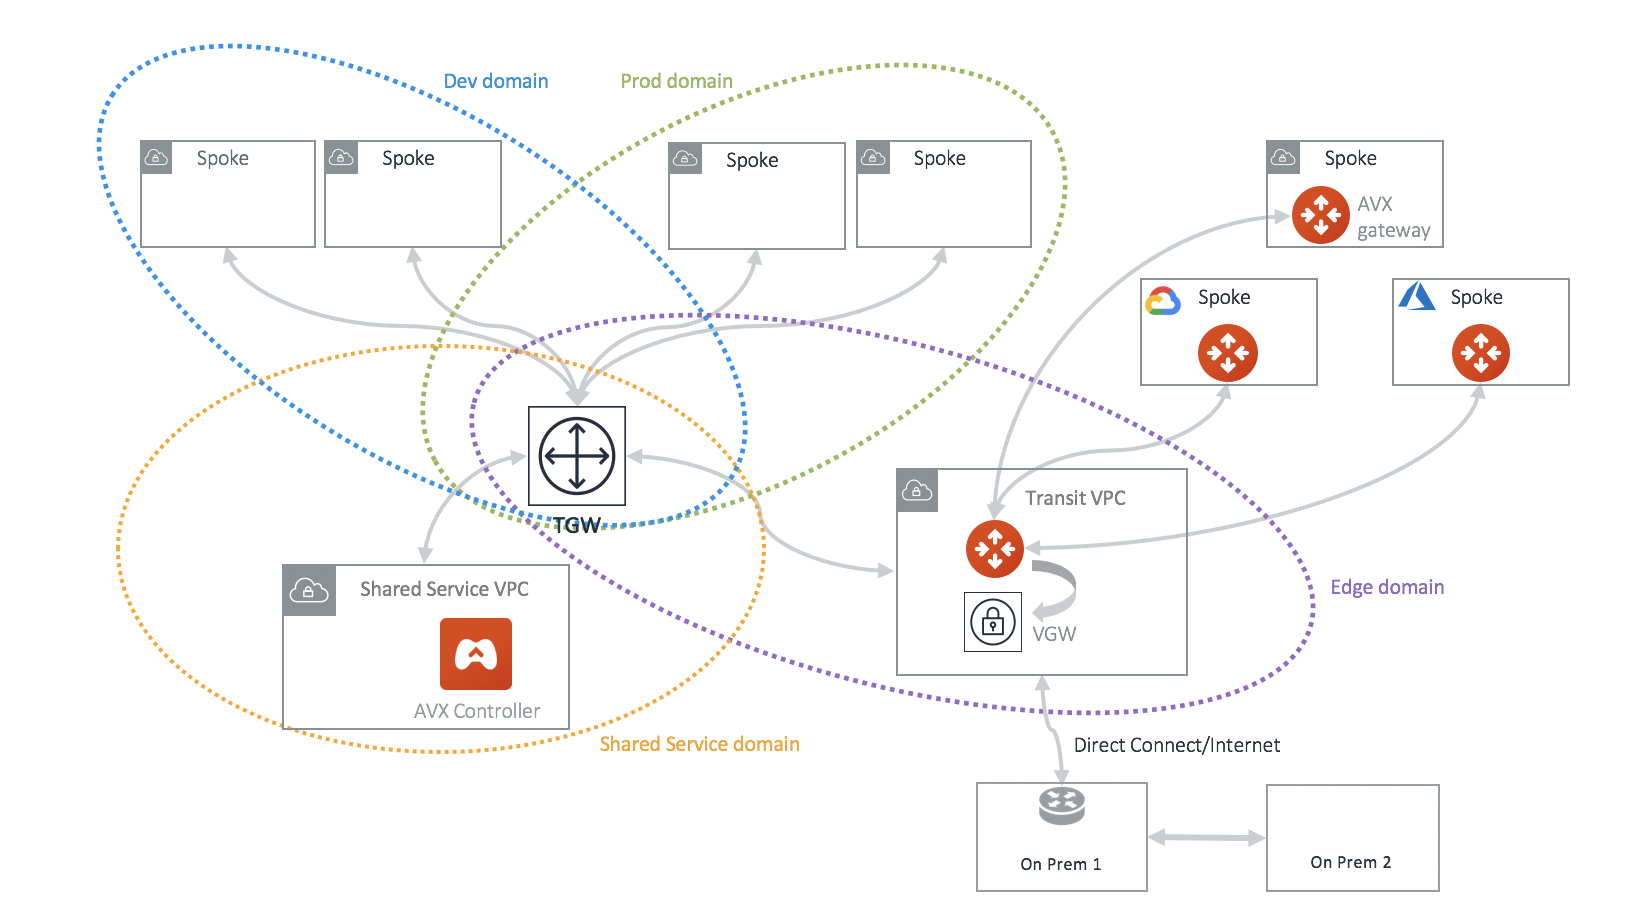 Dev domain
Prod domain
Spoke
Spoke
Spoke
Spoke
Spoke
AVX
gateway
Spoke
Spoke
TGW
Transit VPC
VGW
Edge domain
Shared Service VPC
AVX Controller
Shared Service domain
Direct Connect/Internet
On Prem 1
On Prem 2